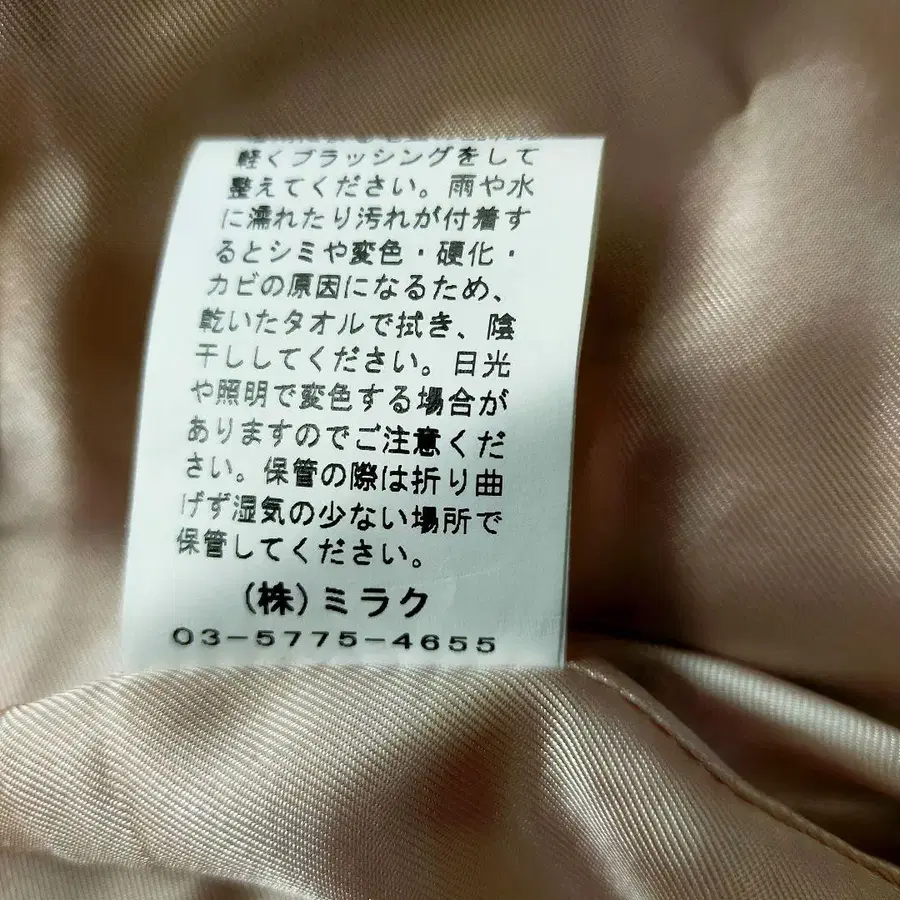 軽くブラッシングをして
整えてください。雨や水
に濡れたり汚れが付着す
るとシミや変色・硬化・
カビの原因になるため、
乾いたタオルで拭き、陰
干ししてください。日光
や照明で変色する場合が
ありますのでご注意くだ
さい。保管の際は折り曲
げず湿気の少ない場所で
保管してください。
(株)ミラク
03-5775-4655